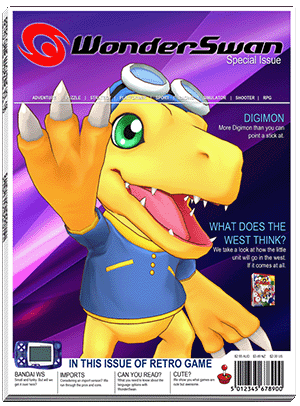 WonderSwan
Special Issue
ADVENTURE | PUZZLE | STRATEGY | PLATFORMER | SPORT | RACING | SIMULATOR | SHOOTER | RPG
DIGIMON
More Digimon than you can
point a stick at.
WHAT DOES THE
WEST THINK?
We take a look at how the little
unit will go in the west.
If it comes at all.
IN THIS ISSUE OF RETRO GAME
BANDAI WS
Small and funky. But will we
get it over here?
IMPORTS
Considering an import console? We
run through the pros and cons.
CAN YOU READ?
What you need to know about the
language options with
WonderSwan.
CUTE?
We show you what games are
cute but awesome.
5 012345 678900